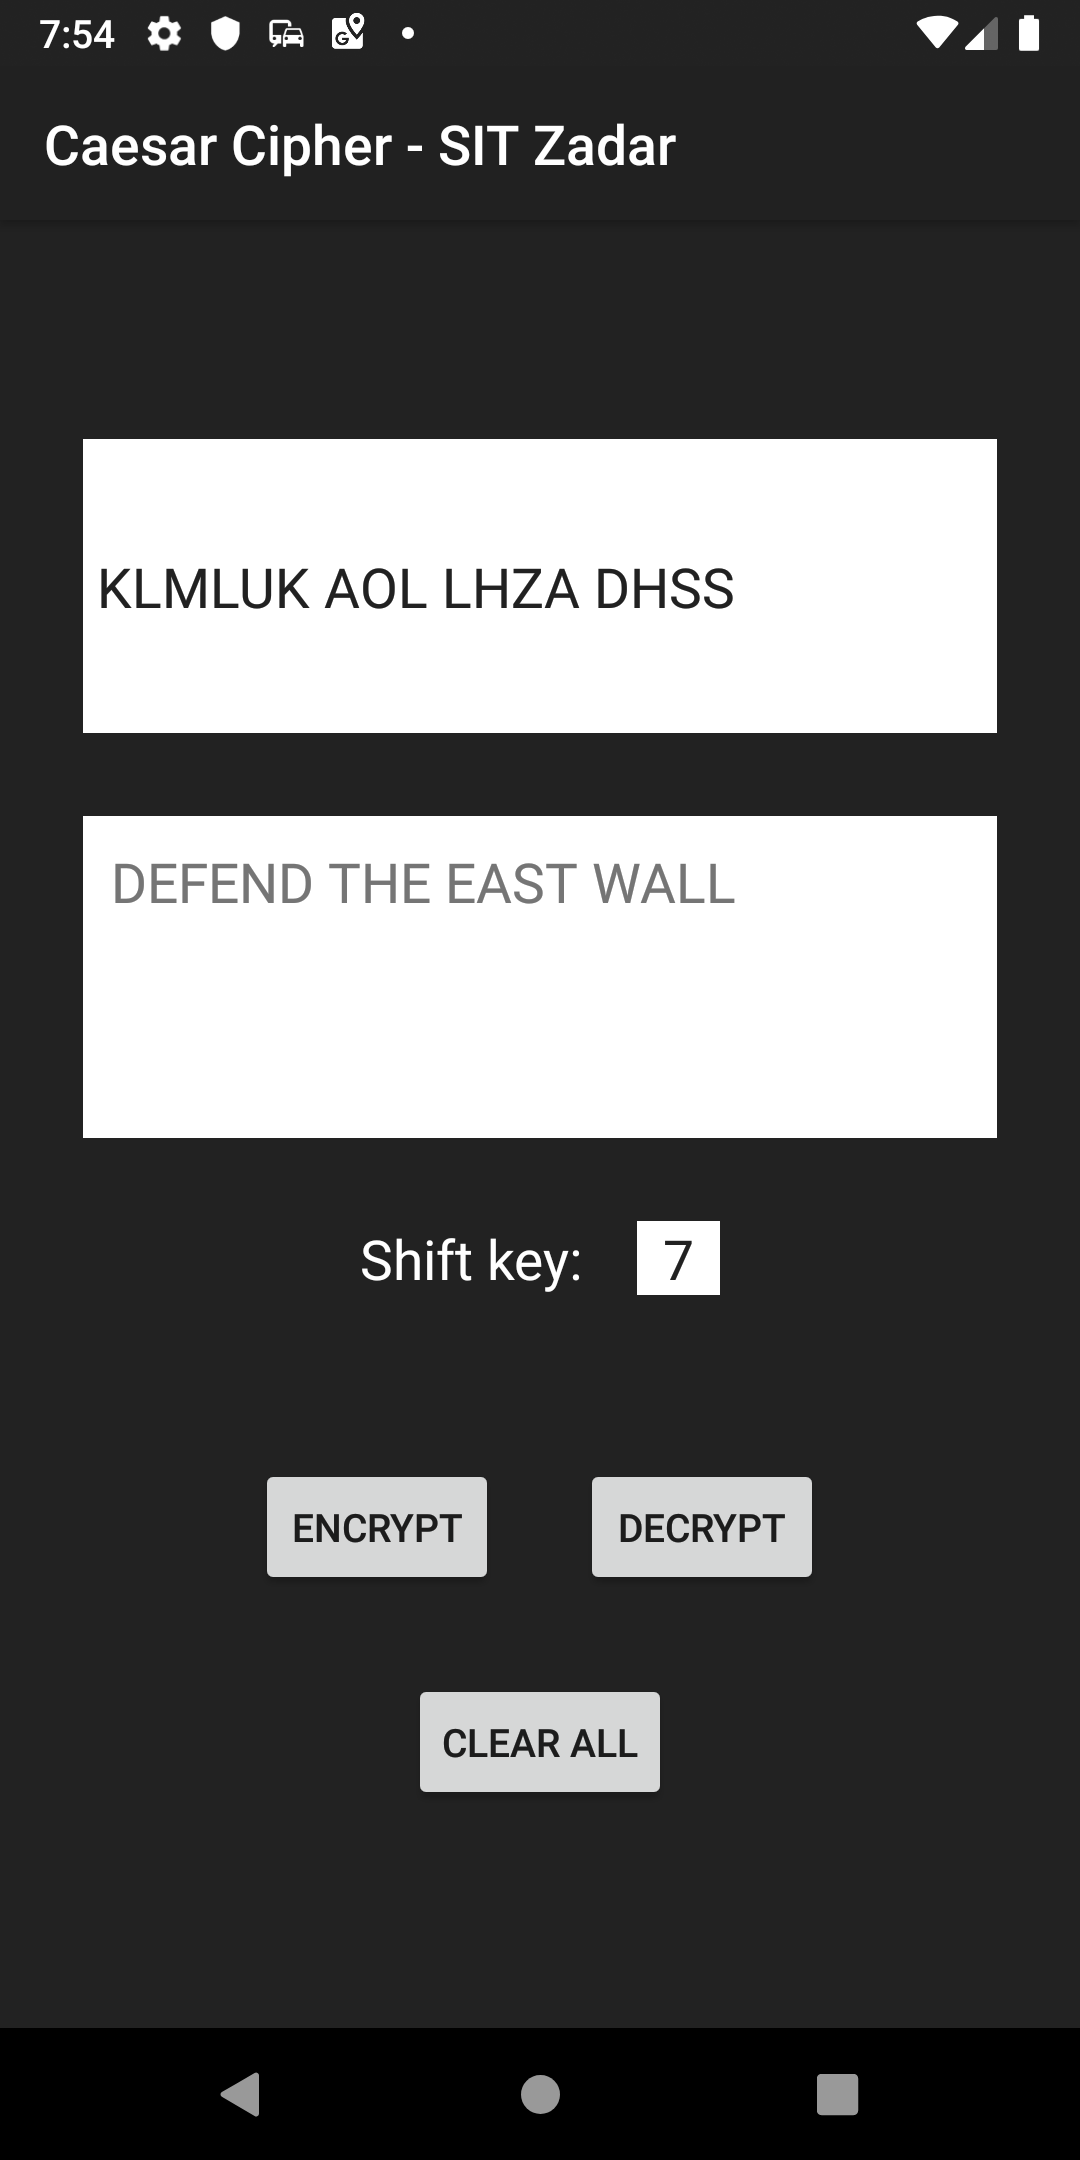 7:54
Caesar Cipher - SIT Zadar
KLMLUK AOL LHZA DHSS
DEFEND THE EAST WALL
Shift key: 7
ENCRYPT DECRYPT
CLEAR ALL